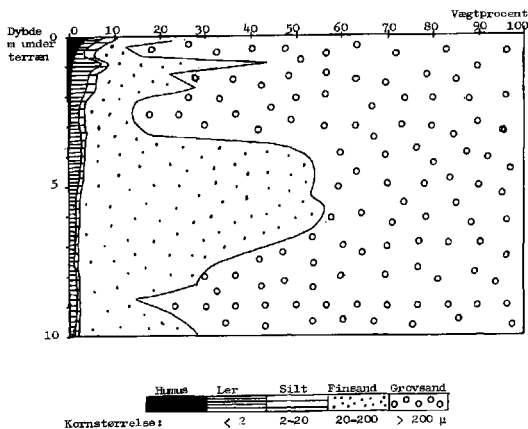 Dybde
m under
terræn
Vægtprocent
0 10 20 30 40 50 60 70 80 90 100
0
5
10
Humus Ler Silt Finsand Grovsand
Kornstørrelse: < 2 2-20 20-200 > 200 µ